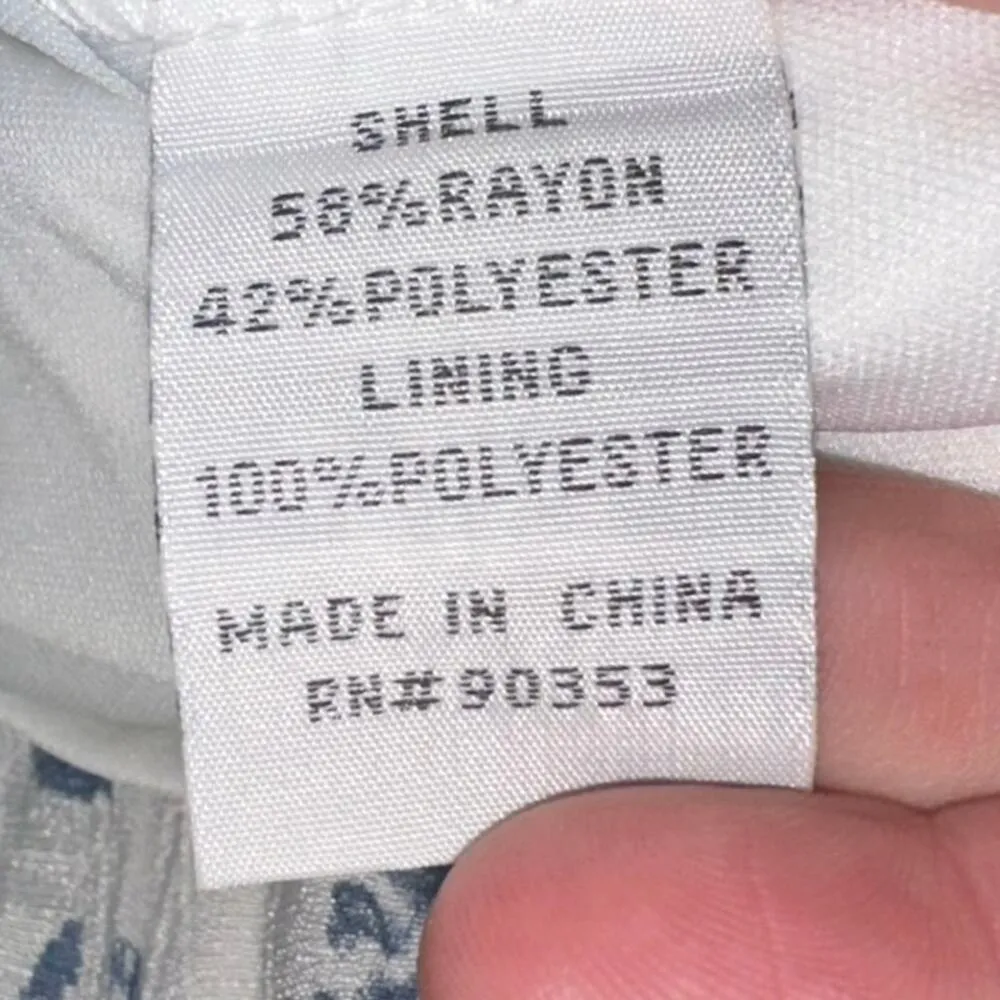 SHELL
58%RAYON
42%POLYESTER
LINING
100%POLYESTER
MADE IN CHINA
RN#90353